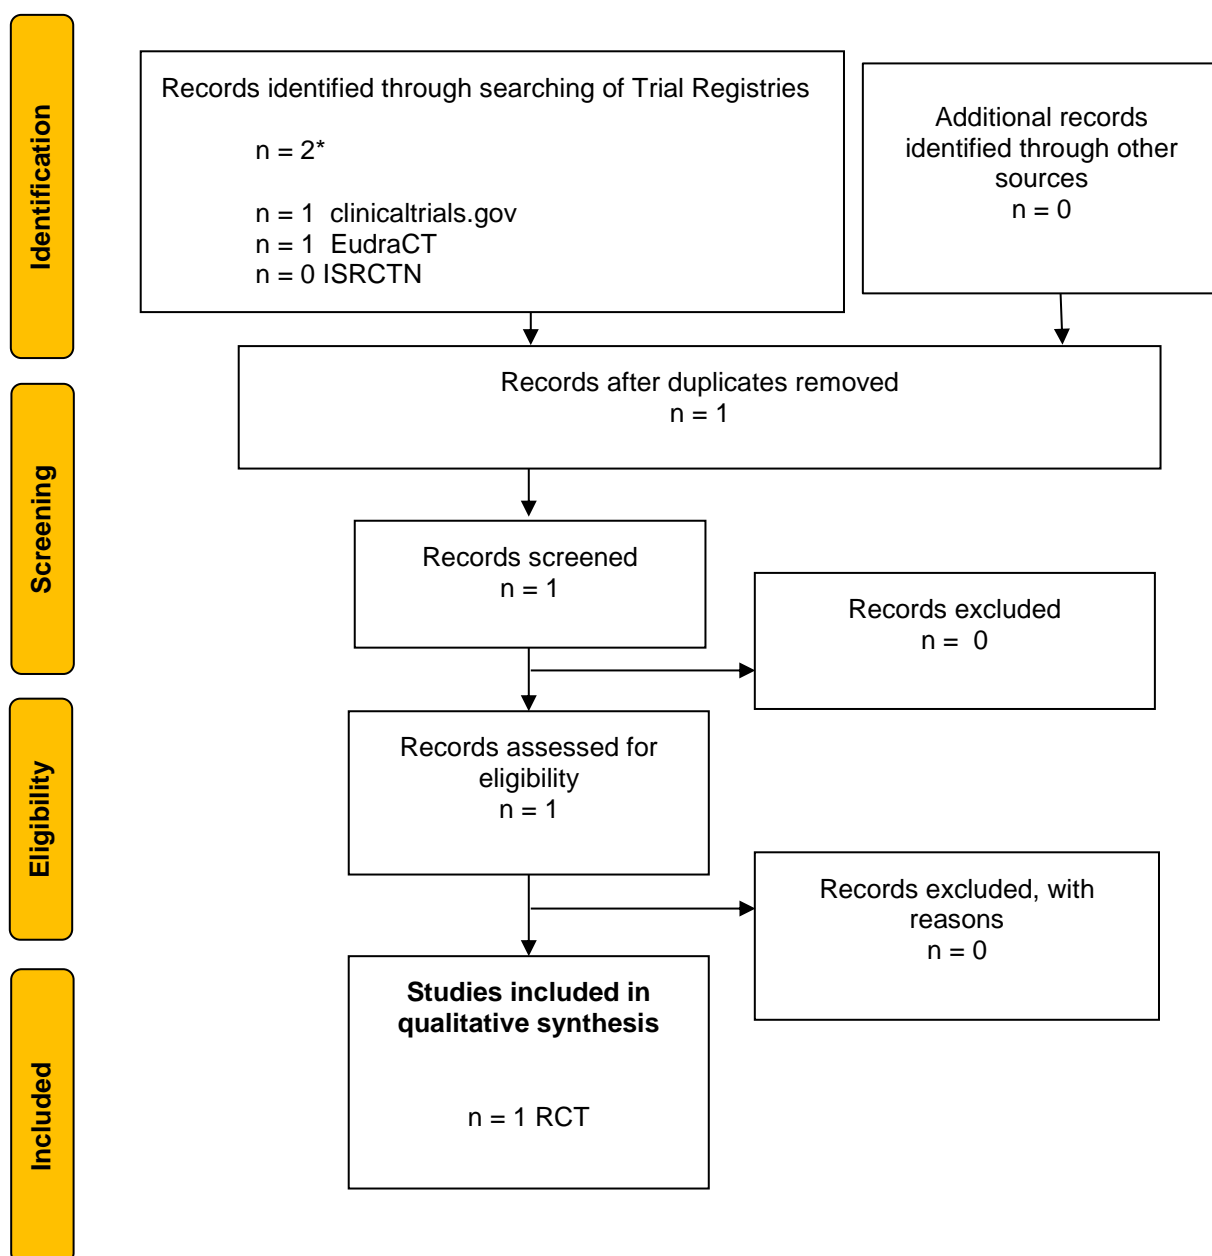 Identification
Records identified through searching of Trial Registries
n = 2*
n = 1  clinicaltrials.gov
n = 1  EudraCT
n = 0 ISRCTN
Additional records
identified through other
sources
n = 0
Records after duplicates removed
n = 1
Screening
Records screened
n = 1
Records excluded
n =  0
Eligibility
Records assessed for
eligibility
n = 1
Records excluded, with
reasons
n = 0
Included
Studies included in
qualitative synthesis
n = 1 RCT